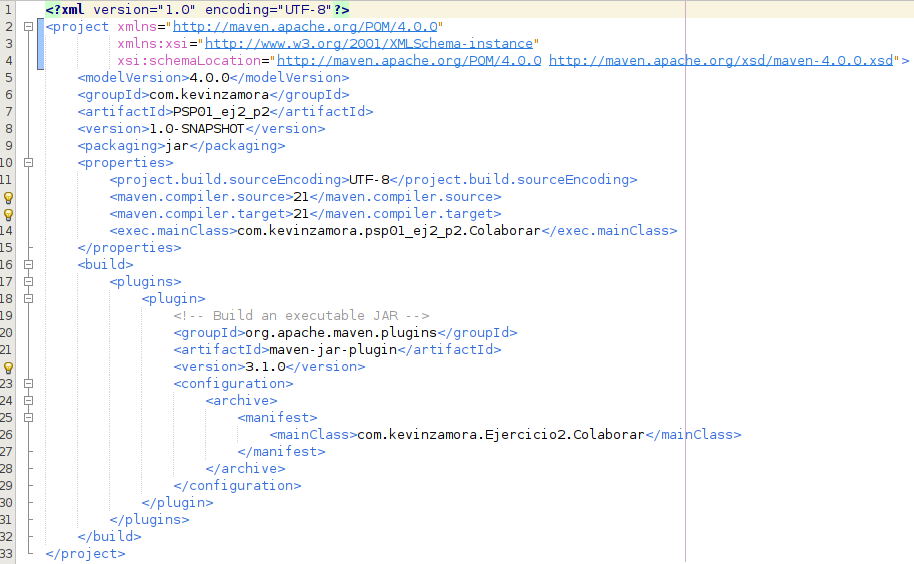 1 <?xml version="1.0" encoding="UTF-8"?>
2 <project xmlns="http://maven.apache.org/POM/4.0.0"
3 xmlns:xsi="http://www.w3.org/2001/XMLSchema-instance"
4 xsi:schemaLocation="http://maven.apache.org/POM/4.0.0 http://maven.apache.org/xsd/maven-4.0.0.xsd">
5 <modelVersion>4.0.0</modelVersion>
6 <groupId>com.kevinzamora</groupId>
7 <artifactId>PSP01_ej2_p2</artifactId>
8 <version>1.0-SNAPSHOT</version>
9 <packaging>jar</packaging>
10 <properties>
11 <project.build.sourceEncoding>UTF-8</project.build.sourceEncoding>
<maven.compiler.source>21</maven.compiler.source>
<maven.compiler.target>21</maven.compiler.target>
14 <exec.mainClass>com.kevinzamora.psp01_ej2_p2.Colaborar</exec.mainClass>
15 </properties>
16 <build>
17 <plugins>
18 <plugin>
19 <!-- Build an executable JAR -->
20 <groupId>org.apache.maven.plugins</groupId>
21 <artifactId>maven-jar-plugin</artifactId>
<version>3.1.0</version>
23 <configuration>
24 <archive>
25 <manifest>
26 <mainClass>com.kevinzamora.Ejercicio2.Colaborar</mainClass>
27 </manifest>
28 </archive>
29 </configuration>
30 </plugin>
31 </plugins>
32 </build>
33 </project>